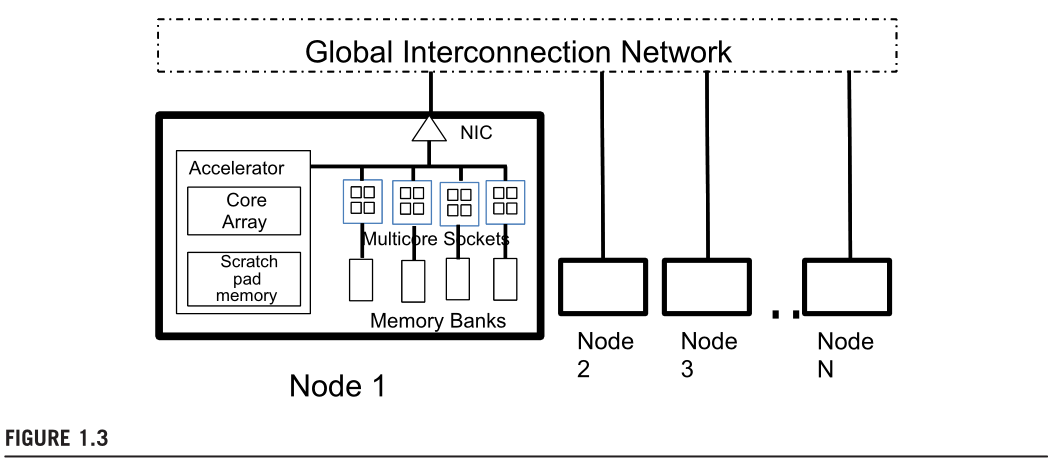 Global Interconnection Network
NIC
Accelerator
Core
Array
Scratch
pad
memory
Multicore Sockets
Memory Banks
Node 1
Node
2
Node
3
..
Node
N
FIGURE 1.3